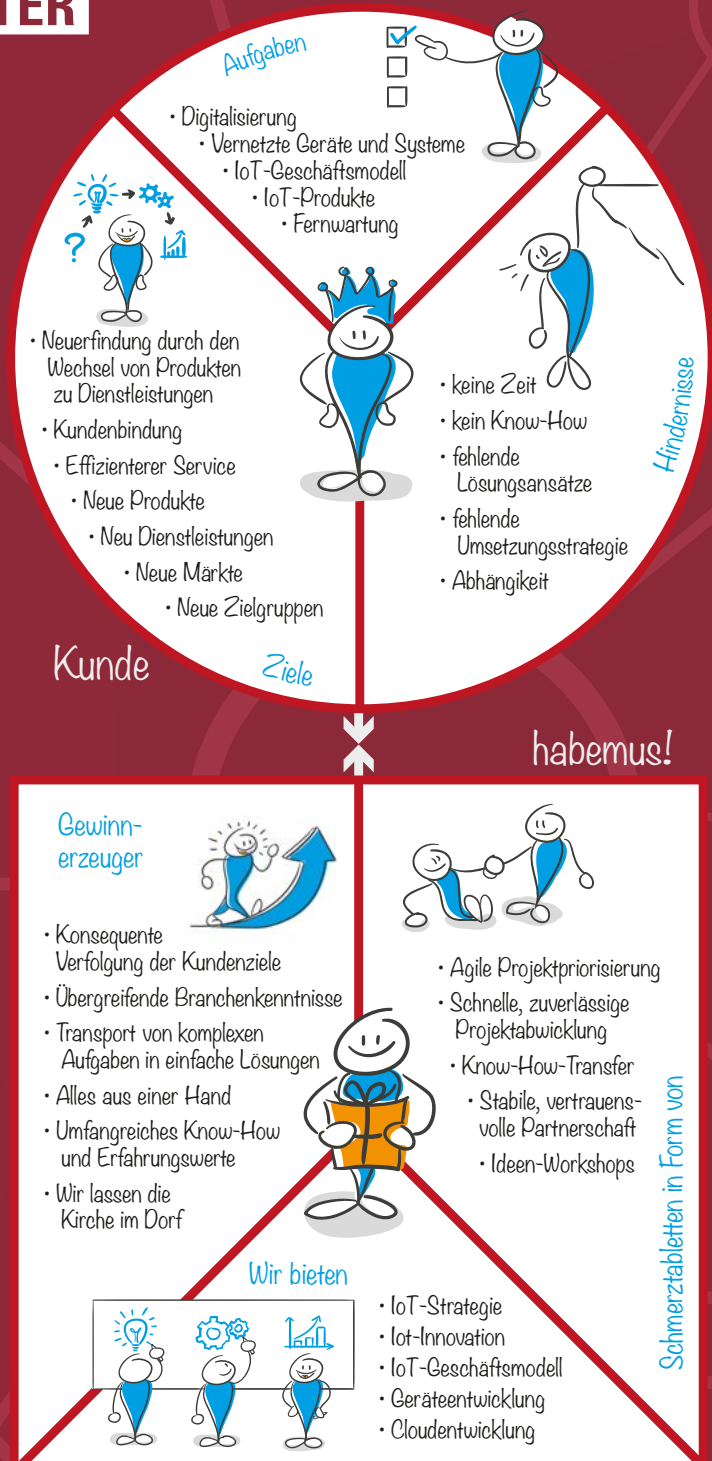 Aufgaben
• Digitalisierung
• Vernetzte Geräte und Systeme
• IoT-Geschäftsmodell
• IoT-Produkte
• Fernwartung
?
• Neuerfindung durch den
Wechsel von Produkten
zu Dienstleistungen
• Kundenbindung
• Effizienterer Service
• Neue Produkte
• Neu Dienstleistungen
• Neue Märkte
• Neue Zielgruppen
Ziele
Hindernisse
• keine Zeit
• kein Know-How
• fehlende
Lösungsansätze
• fehlende
Umsetzungsstrategie
• Abhängigkeit
Kunde
habemus!
Gewinn-
erzeuger
• Konsequente
Verfolgung der Kundenziele
• Übergreifende Branchenkenntnisse
• Transport von komplexen
Aufgaben in einfache Lösungen
• Alles aus einer Hand
• Umfangreiches Know-How
und Erfahrungswerte
• Wir lassen die
Kirche im Dorf
• Agile Projektpriorisierung
• Schnelle, zuverlässige
Projektabwicklung
• Know-How-Transfer
• Stabile, vertrauens-
volle Partnerschaft
• Ideen-Workshops
Schmerztabletten in Form von
Wir bieten
• IoT-Strategie
• Iot-Innovation
• IoT-Geschäftsmodell
• Geräteentwicklung
• Cloudentwicklung